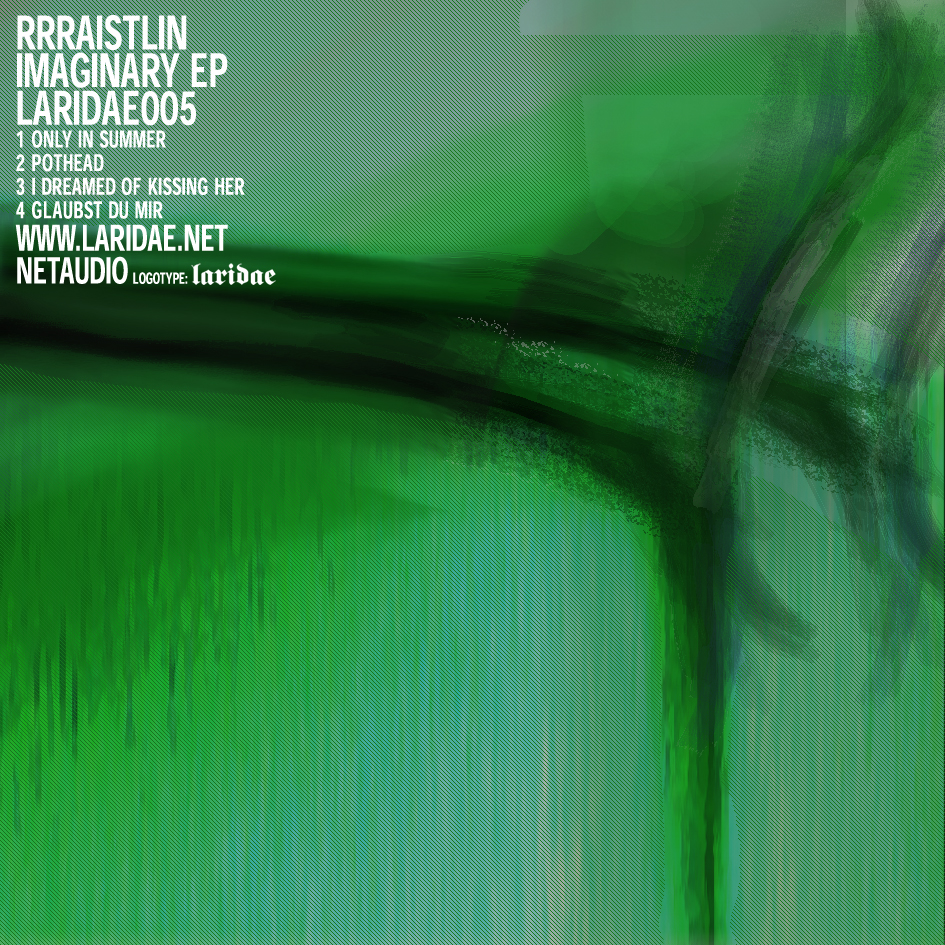 RRRAISTLIN
IMAGINARY EP
LARIDAE005
1 ONLY IN SUMMER
2 POTHEAD
3 I DREAMED OF KISSING HER
4 GLAUBST DU MIR
WWW.LARIDAE.NET
NETAUDIO LOGOTYPE: laridae